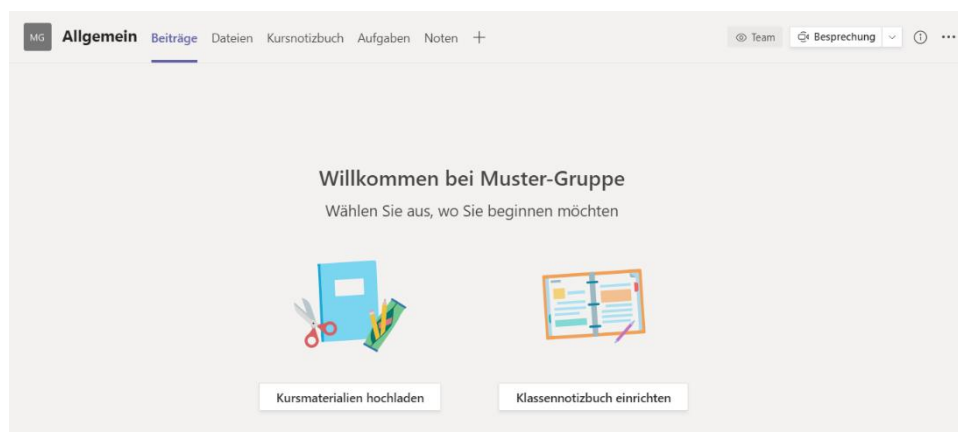 MG Allgemein Beiträge Dateien Kursnotizbuch Aufgaben Noten + Team Besprechung
Willkommen bei Muster-Gruppe
Wählen Sie aus, wo Sie beginnen möchten
Kursmaterialien hochladen Klassennotizbuch einrichten